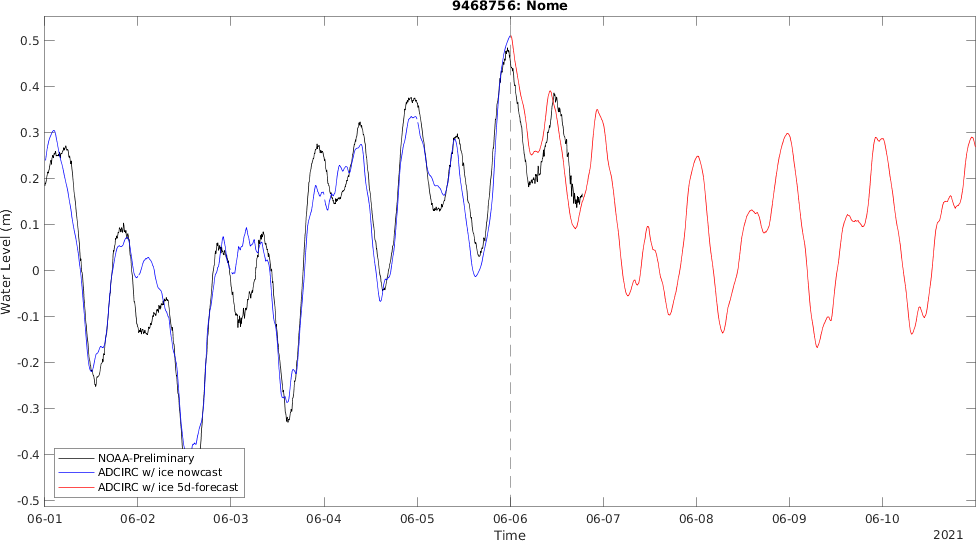 9468756: Nome
Water Level (m)
0.5
0.4
0.3
0.2
0.1
0
-0.1
-0.2
-0.3
-0.4
-0.5
NOAA-Preliminary
ADCIRC w/ ice nowcast
ADCIRC w/ ice 5d-forecast
06-01 06-02 06-03 06-04 06-05 06-06 06-07 06-08 06-09 06-10
Time
2021